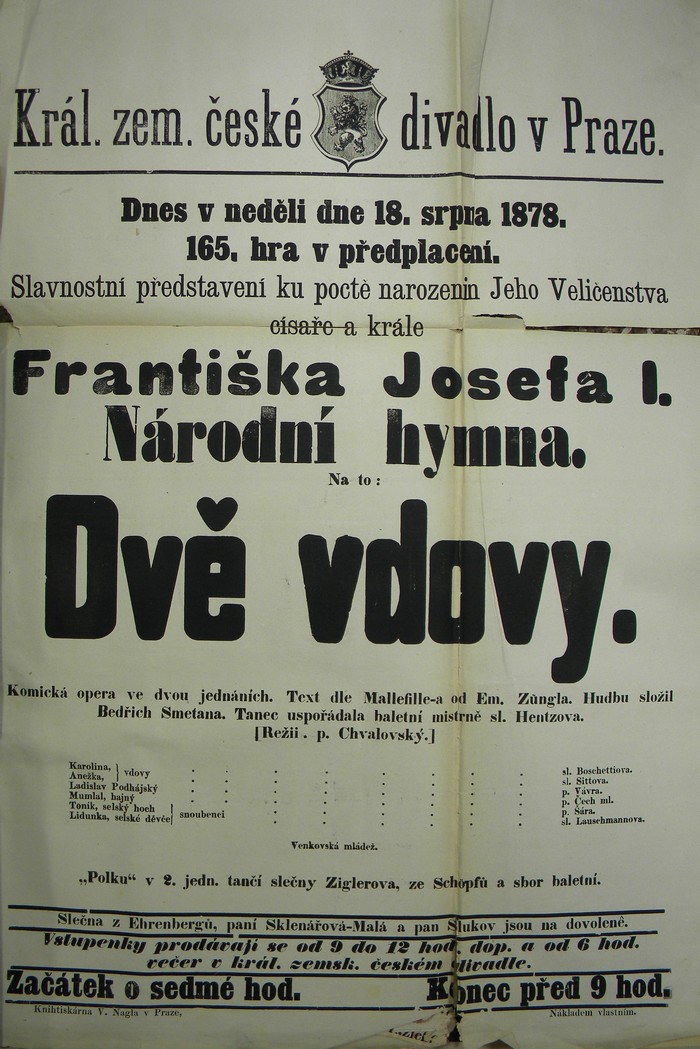 Král. zem. české divadlo v Praze.
Dnes v neděli dne 18. srpna 1878.
165. hra v předplacení.
Slavnostní představení ku poctě narozenin Jeho Veličenstva
císaře a krále
Františka Josefa I.
Národní hymna.
Na to:
Dvě vdovy.
Komická opera ve dvou jednáních. Text dle Mallefille-a od Em. Züngla. Hudbu složil
Bedřich Smetana. Tanec uspořádala baletní mistrně sl. Hentzova.
[Režií . p. Chvalovský.]
Karolina, } vdovy . . . . . . . . sl. Boschettiova.
Anežka, } . . . . . . . . sl. Sittova.
Ladislav Podhájský . . . . . . . . p. Vávra.
Mumlal, hajný . . . . . . . . p. Čech ml.
Toník, selský hoch } snoubenci . . . . . . p. Šára.
Lidunka, selské děvče } . . . . . . sl. Lauschmannova.
Venkovská mládež.
„Polku“ v 2. jedn. tančí slečny Ziglerova, ze Schöpfů a sbor baletní.
Slečna z Ehrenbergů, paní Sklenářová-Malá a pan Šlukov jsou na dovolené.
Vstupenky prodávají se od 9 do 12 hod. dop. a od 6 hod.
večer v král. zemsk. českém divadle.
Začátek o sedmé hod. Konec před 9 hod.
Knihtiskárna V. Nagla v Praze, Nákladem vlastním.